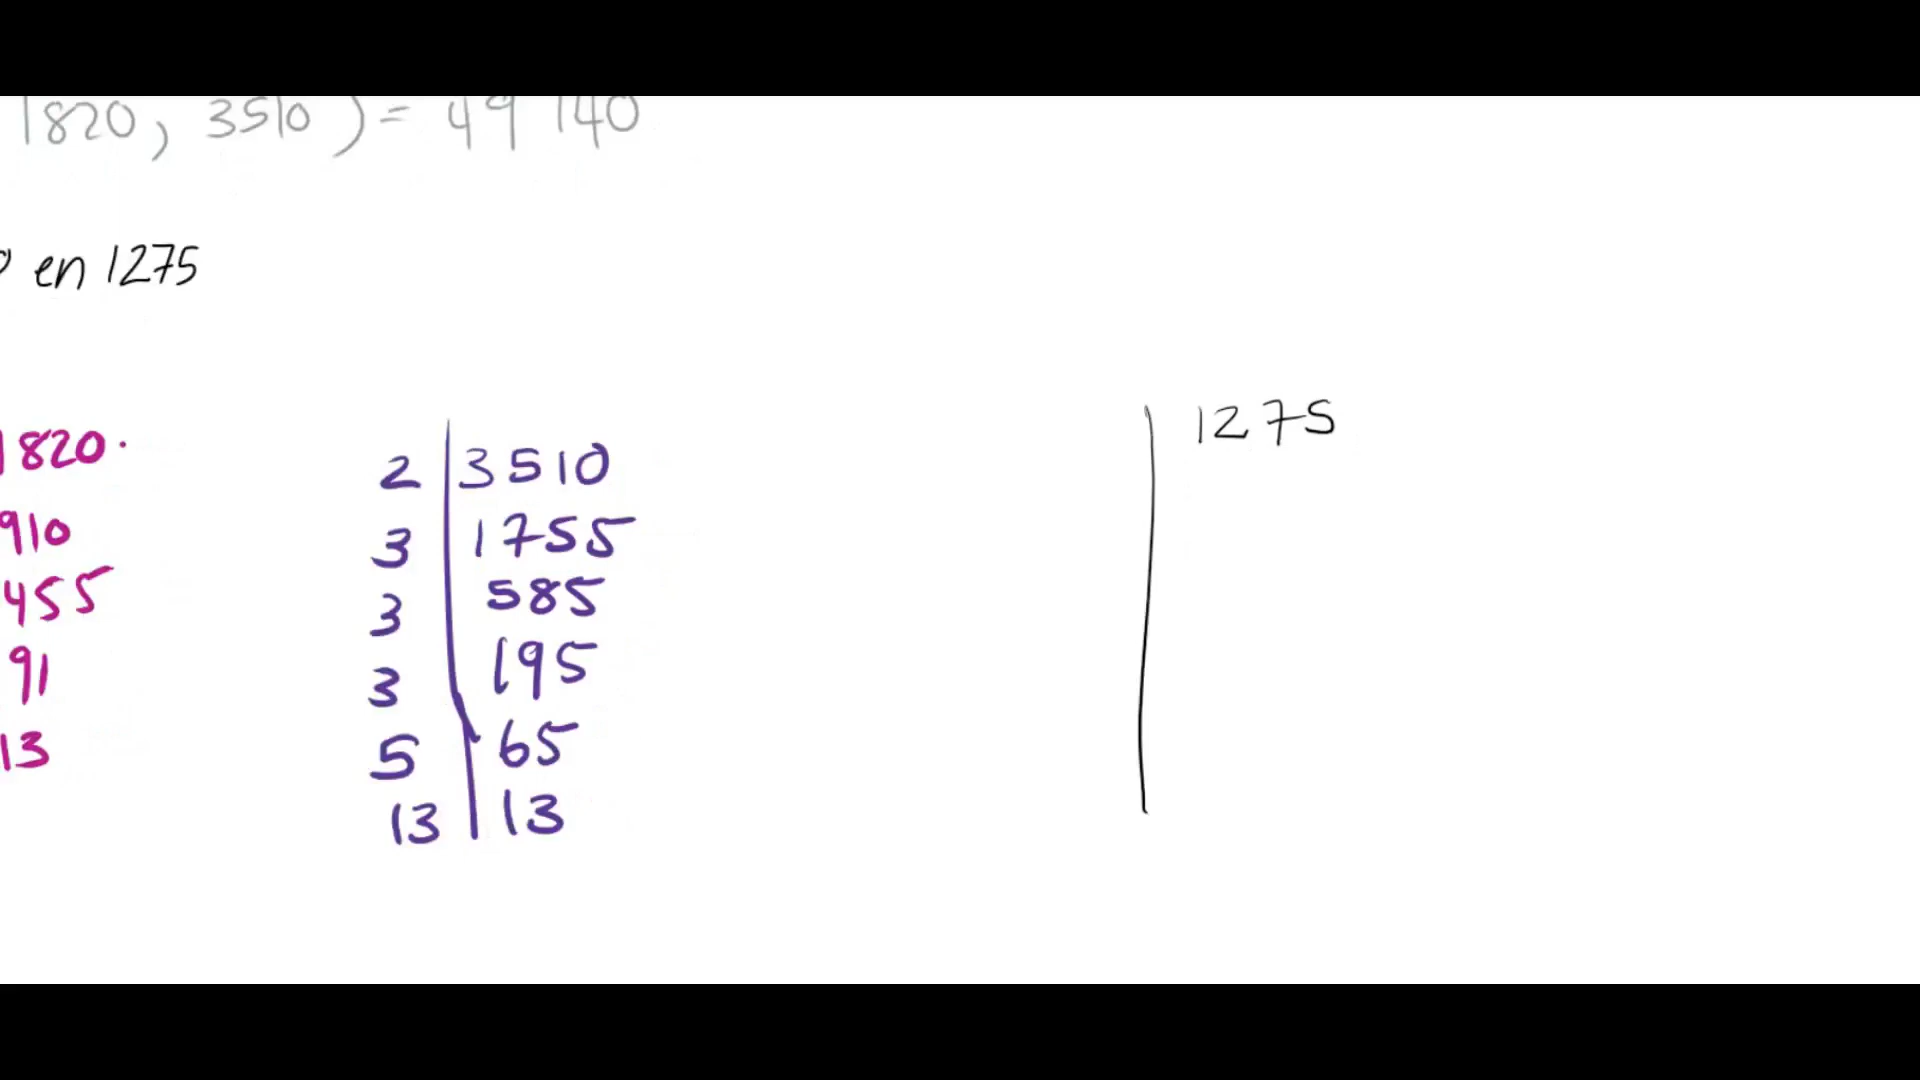 1820, 3510 ) = 49 140
en 1275
1820.
910
455
91
13
2 | 3510
3 | 1755
3 | 585
3 | 195
5 | 65
13 | 13
| 1275